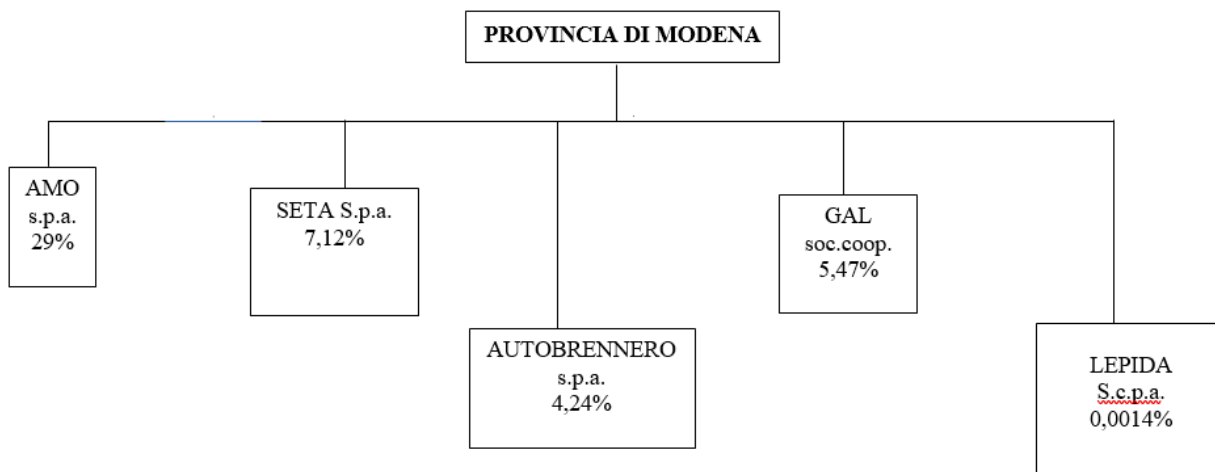 PROVINCIA DI MODENA
AMO
s.p.a.
29%
SETA S.p.a.
7,12%
AUTOBRENNERO
s.p.a.
4,24%
GAL
soc.coop.
5,47%
LEPIDA
S.c.p.a.
0,0014%